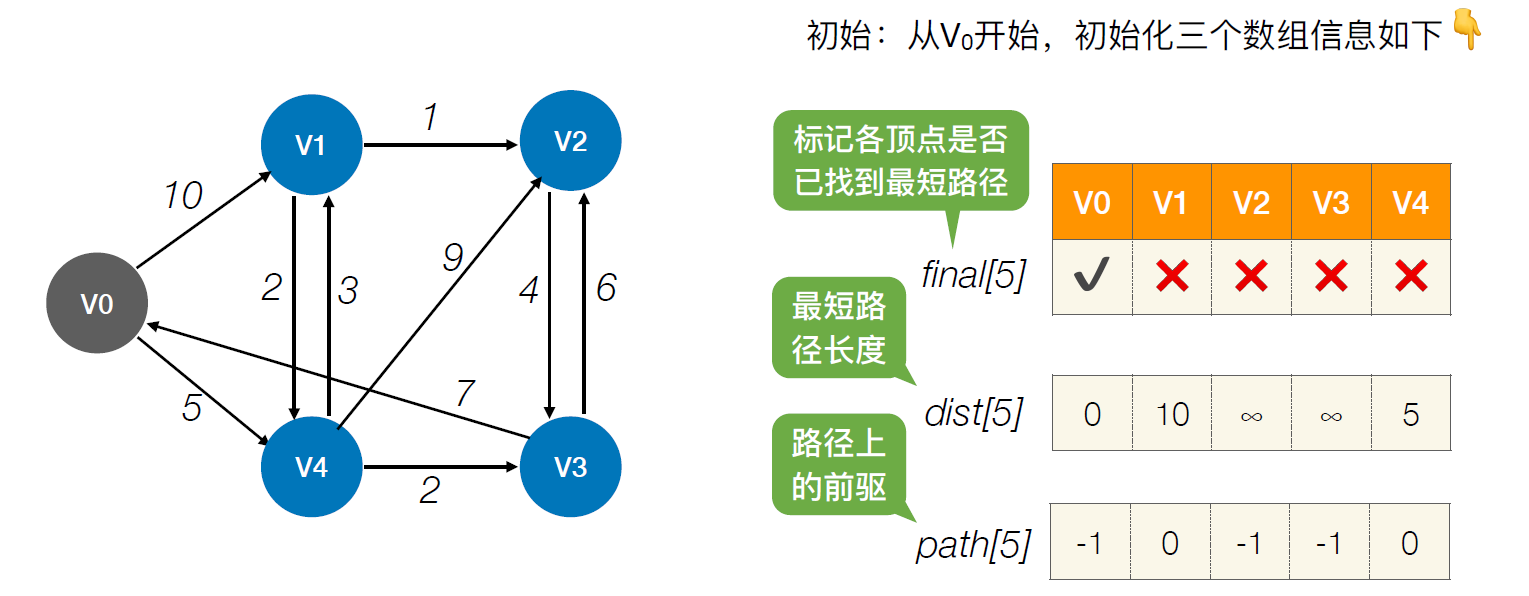 初始：从V₀开始，初始化三个数组信息如下👇
V1
1
V2
10
2
3
9
4
6
V0
5
7
V4
2
V3
标记各顶点是否
已找到最短路径
V0 V1 V2 V3 V4
final[5] ✔ ❌ ❌ ❌ ❌
最短路
径长度
dist[5] 0 10 ∞ ∞ 5
路径上
的前驱
path[5] -1 0 -1 -1 0